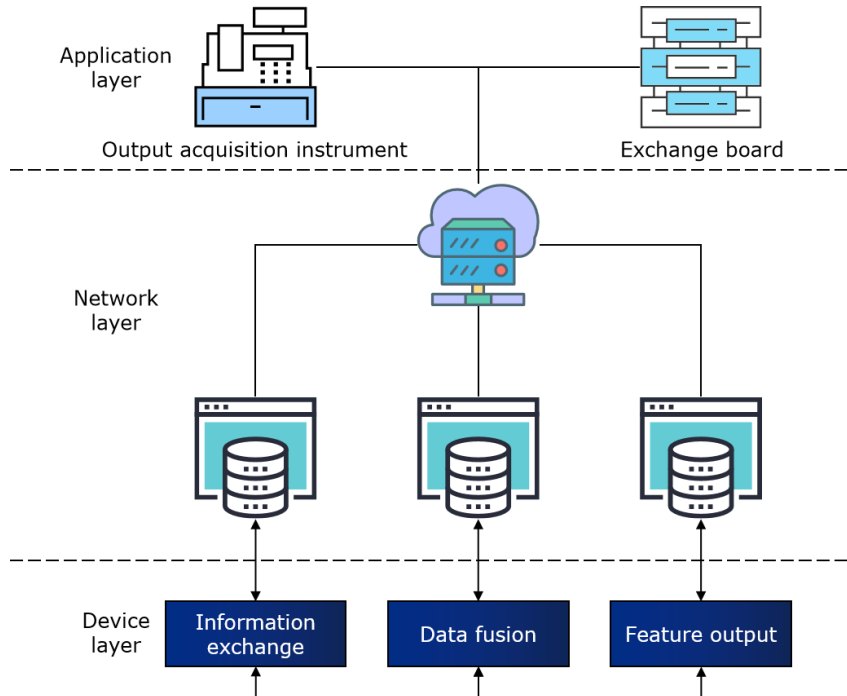 Application
layer
Output acquisition instrument
Exchange board
Network
layer
Device
layer
Information
exchange
Data fusion
Feature output